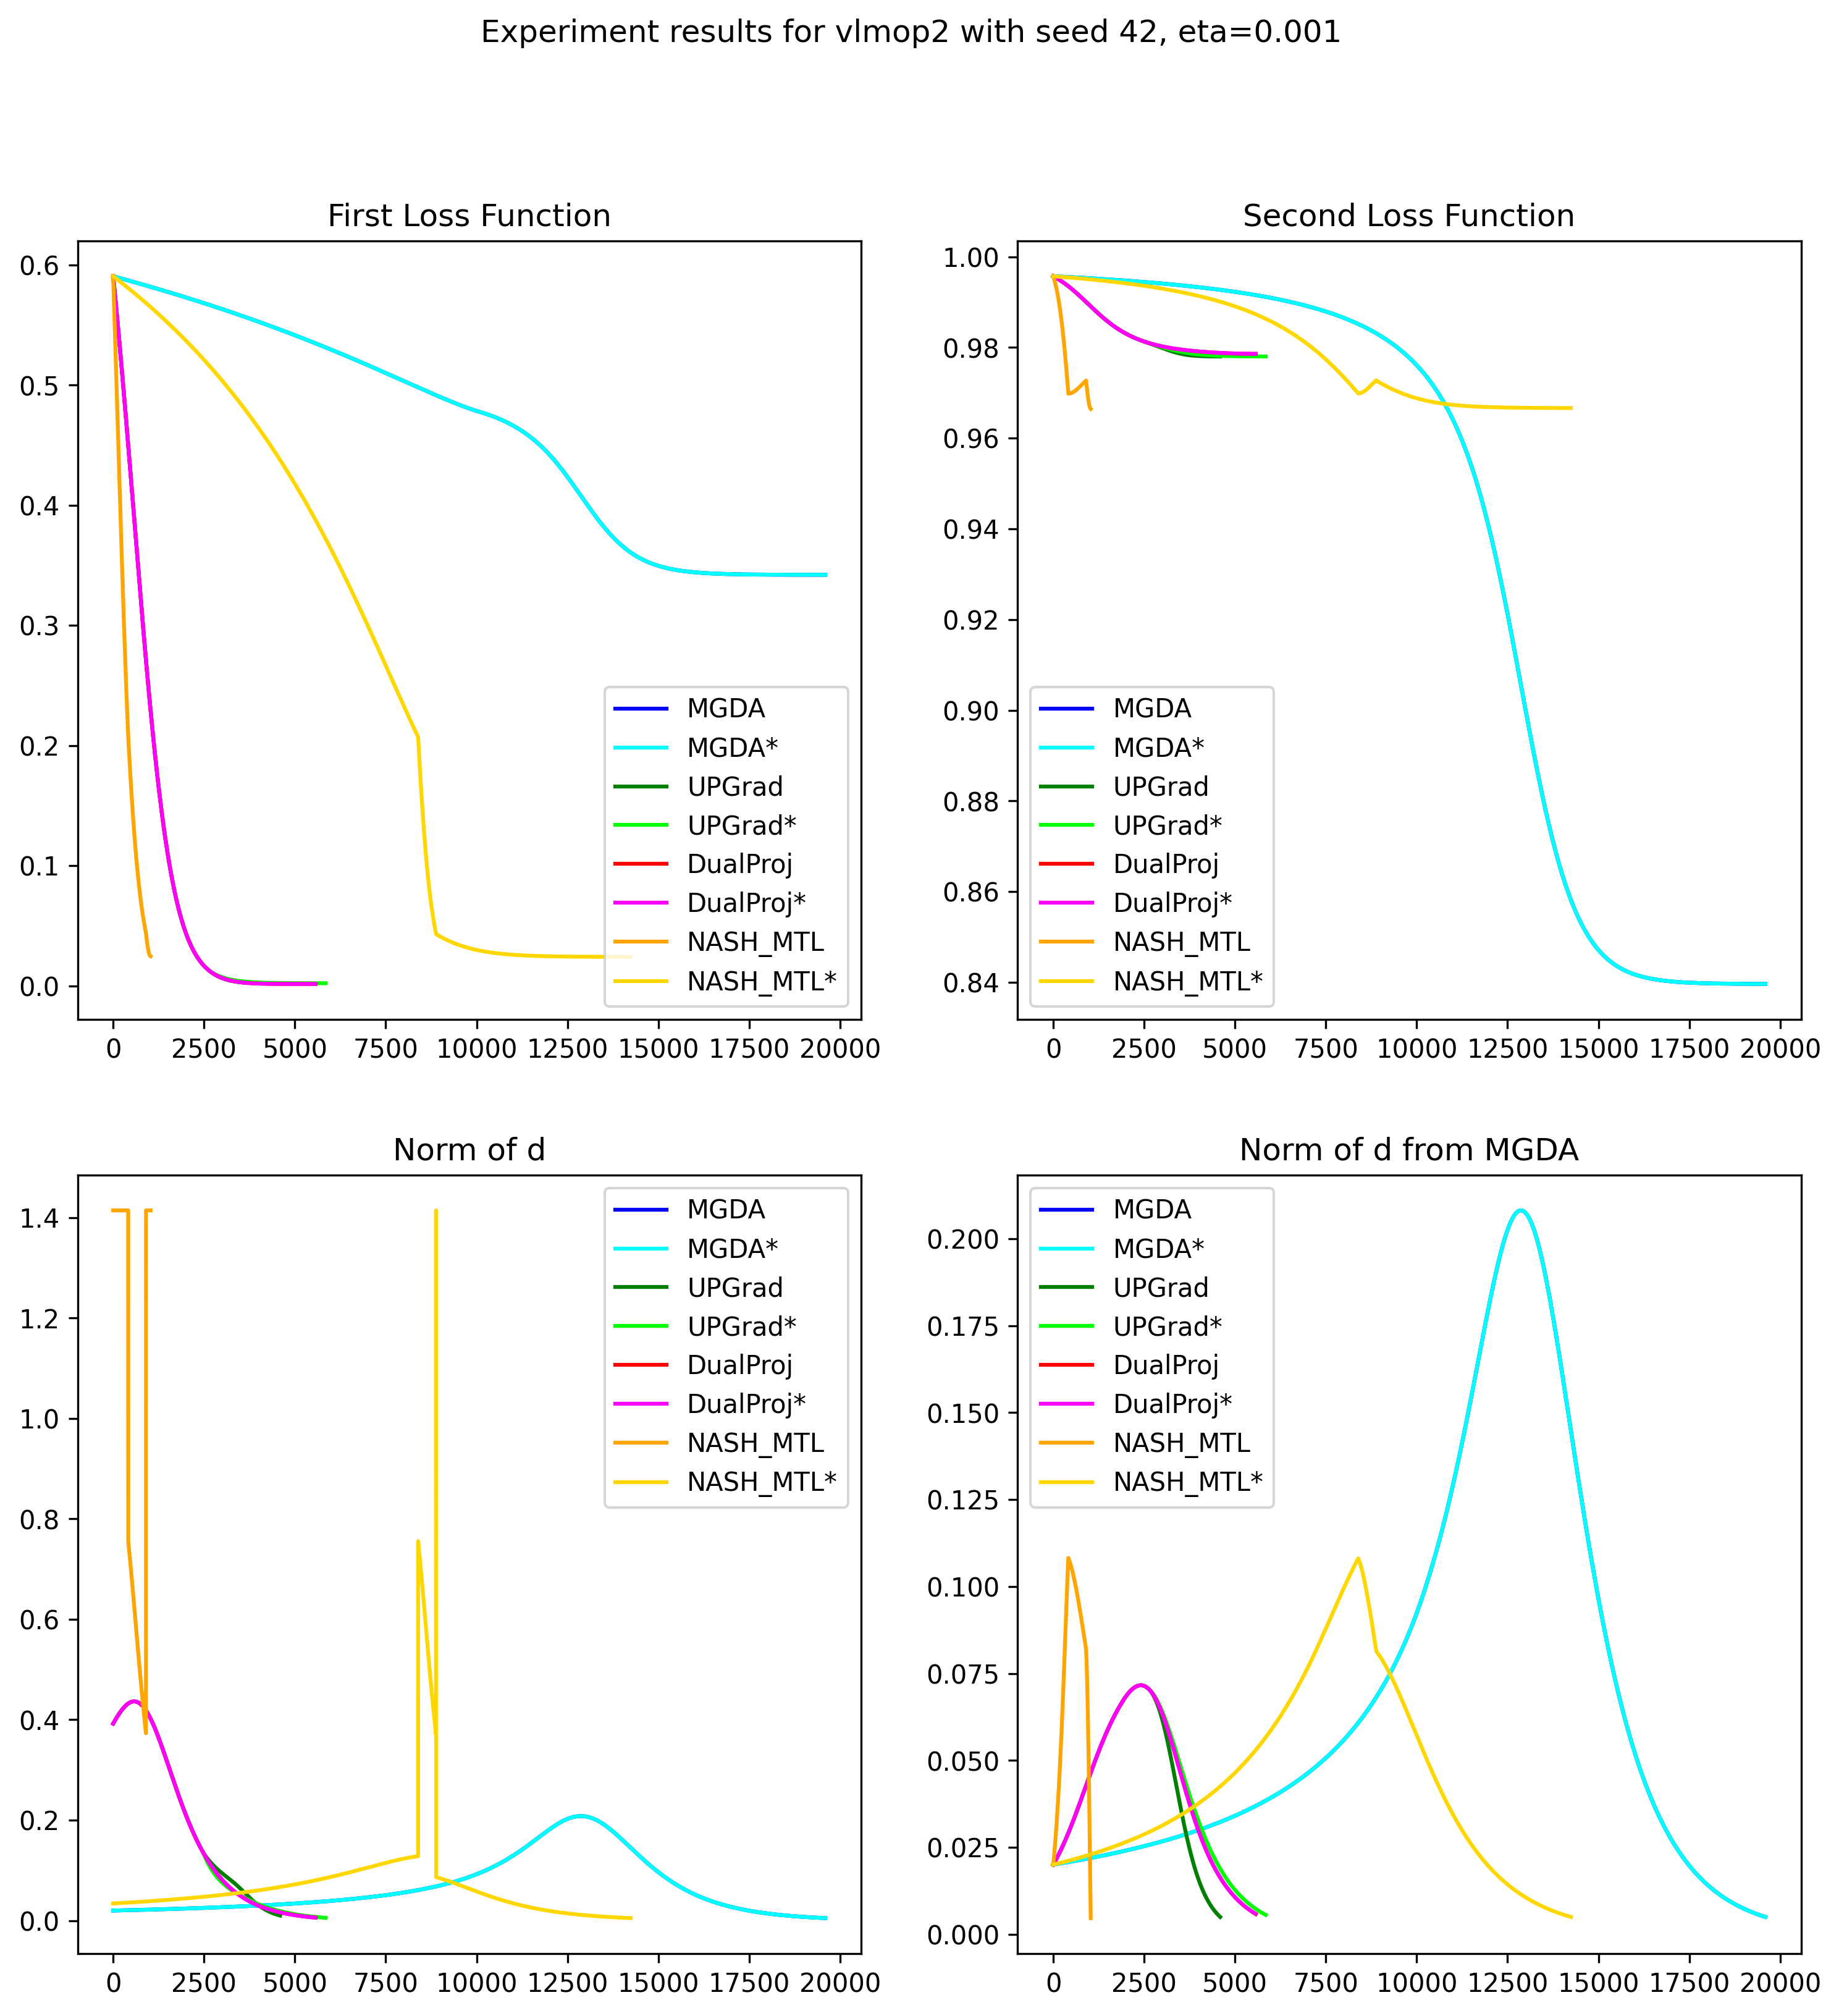 Experiment results for vlmop2 with seed 42, eta=0.001
First Loss Function
0.6
0.5
0.4
0.3
0.2
0.1
0.0
0 2500 5000 7500 10000 12500 15000 17500 20000
MGDA
MGDA*
UPGrad
UPGrad*
DualProj
DualProj*
NASH_MTL
NASH_MTL*
Second Loss Function
1.00
0.98
0.96
0.94
0.92
0.90
0.88
0.86
0.84
0 2500 5000 7500 10000 12500 15000 17500 20000
MGDA
MGDA*
UPGrad
UPGrad*
DualProj
DualProj*
NASH_MTL
NASH_MTL*
Norm of d
1.4
1.2
1.0
0.8
0.6
0.4
0.2
0.0
0 2500 5000 7500 10000 12500 15000 17500 20000
MGDA
MGDA*
UPGrad
UPGrad*
DualProj
DualProj*
NASH_MTL
NASH_MTL*
Norm of d from MGDA
0.200
0.175
0.150
0.125
0.100
0.075
0.050
0.025
0.000
0 2500 5000 7500 10000 12500 15000 17500 20000
MGDA
MGDA*
UPGrad
UPGrad*
DualProj
DualProj*
NASH_MTL
NASH_MTL*